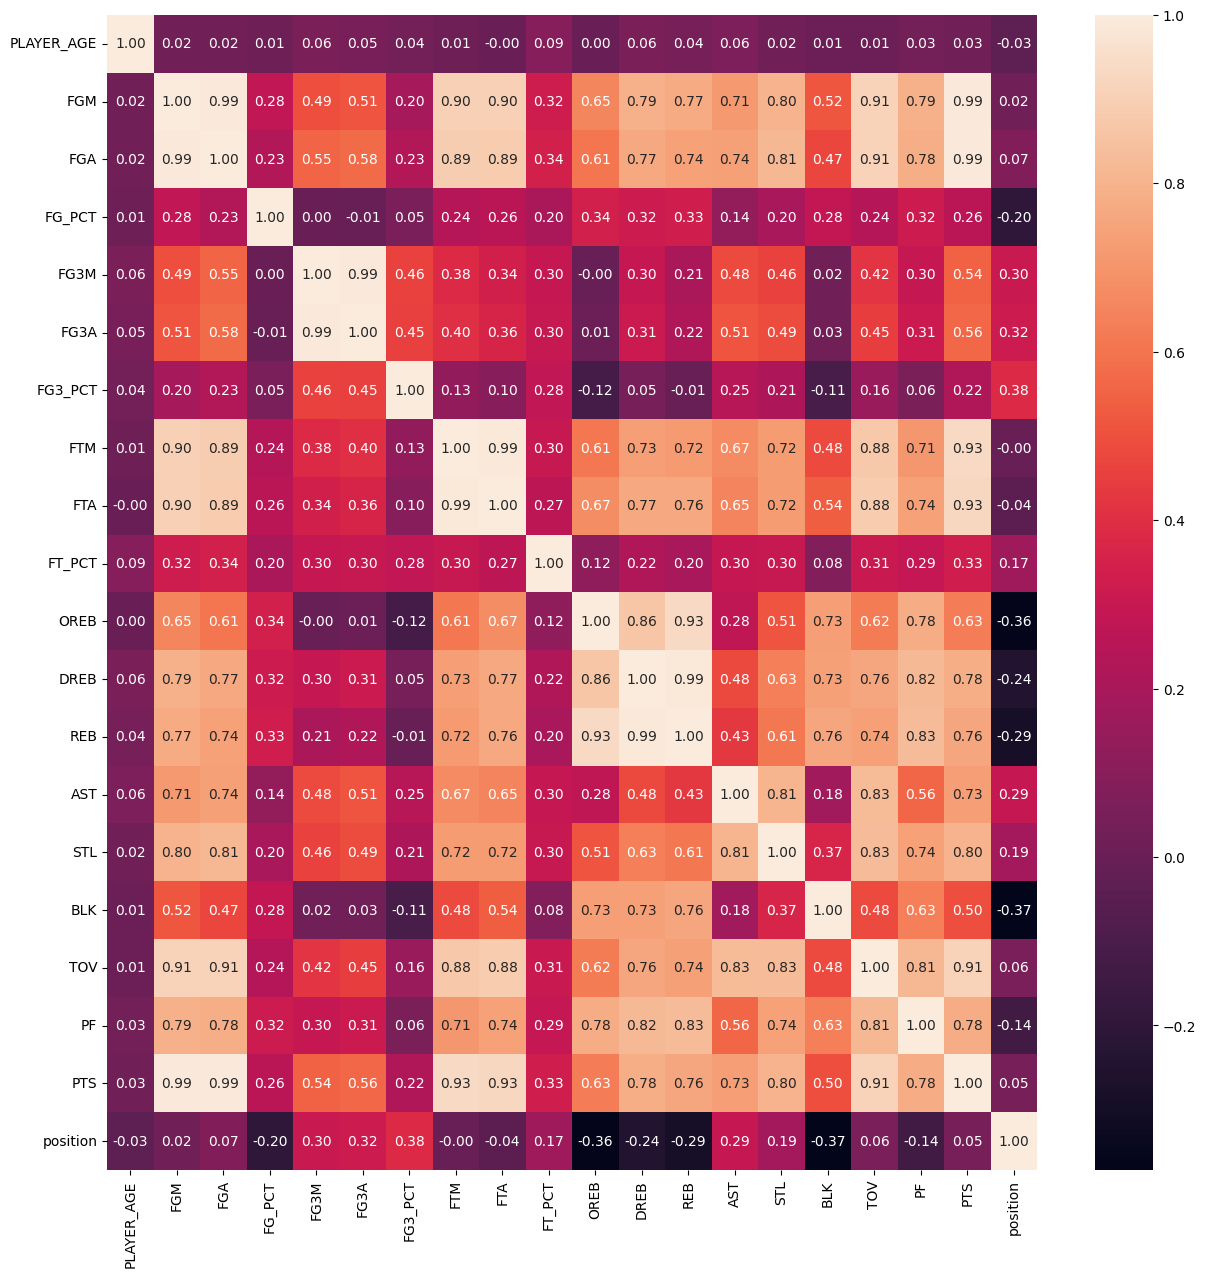 PLAYER_AGE 1.00 0.02 0.02 0.01 0.06 0.05 0.04 0.01 -0.00 0.09 0.00 0.06 0.04 0.06 0.02 0.01 0.01 0.03 0.03 -0.03
FGM 0.02 1.00 0.99 0.28 0.49 0.51 0.20 0.90 0.90 0.32 0.65 0.79 0.77 0.71 0.80 0.52 0.91 0.79 0.99 0.02
FGA 0.02 0.99 1.00 0.23 0.55 0.58 0.23 0.89 0.89 0.34 0.61 0.77 0.74 0.74 0.81 0.47 0.91 0.78 0.99 0.07
FG_PCT 0.01 0.28 0.23 1.00 0.00 -0.01 0.05 0.24 0.26 0.20 0.34 0.32 0.33 0.14 0.20 0.28 0.24 0.32 0.26 -0.20
FG3M 0.06 0.49 0.55 0.00 1.00 0.99 0.46 0.38 0.34 0.30 -0.00 0.30 0.21 0.48 0.46 0.02 0.42 0.30 0.54 0.30
FG3A 0.05 0.51 0.58 -0.01 0.99 1.00 0.45 0.40 0.36 0.30 0.01 0.31 0.22 0.51 0.49 0.03 0.45 0.31 0.56 0.32
FG3_PCT 0.04 0.20 0.23 0.05 0.46 0.45 1.00 0.13 0.10 0.28 -0.12 0.05 -0.01 0.25 0.21 -0.11 0.16 0.06 0.22 0.38
FTM 0.01 0.90 0.89 0.24 0.38 0.40 0.13 1.00 0.99 0.30 0.61 0.73 0.72 0.67 0.72 0.48 0.88 0.71 0.93 -0.00
FTA -0.00 0.90 0.89 0.26 0.34 0.36 0.10 0.99 1.00 0.27 0.67 0.77 0.76 0.65 0.72 0.54 0.88 0.74 0.93 -0.04
FT_PCT 0.09 0.32 0.34 0.20 0.30 0.30 0.28 0.30 0.27 1.00 0.12 0.22 0.20 0.30 0.30 0.08 0.31 0.29 0.33 0.17
OREB 0.00 0.65 0.61 0.34 -0.00 0.01 -0.12 0.61 0.67 0.12 1.00 0.86 0.93 0.28 0.51 0.73 0.62 0.78 0.63 -0.36
DREB 0.06 0.79 0.77 0.32 0.30 0.31 0.05 0.73 0.77 0.22 0.86 1.00 0.99 0.48 0.63 0.73 0.76 0.82 0.78 -0.24
REB 0.04 0.77 0.74 0.33 0.21 0.22 -0.01 0.72 0.76 0.20 0.93 0.99 1.00 0.43 0.61 0.76 0.74 0.83 0.76 -0.29
AST 0.06 0.71 0.74 0.14 0.48 0.51 0.25 0.67 0.65 0.30 0.28 0.48 0.43 1.00 0.81 0.18 0.83 0.56 0.73 0.29
STL 0.02 0.80 0.81 0.20 0.46 0.49 0.21 0.72 0.72 0.30 0.51 0.63 0.61 0.81 1.00 0.37 0.83 0.74 0.80 0.19
BLK 0.01 0.52 0.47 0.28 0.02 0.03 -0.11 0.48 0.54 0.08 0.73 0.73 0.76 0.18 0.37 1.00 0.48 0.63 0.50 -0.37
TOV 0.01 0.91 0.91 0.24 0.42 0.45 0.16 0.88 0.88 0.31 0.62 0.76 0.74 0.83 0.83 0.48 1.00 0.81 0.91 0.06
PF 0.03 0.79 0.78 0.32 0.30 0.31 0.06 0.71 0.74 0.29 0.78 0.82 0.83 0.56 0.74 0.63 0.81 1.00 0.78 -0.14
PTS 0.03 0.99 0.99 0.26 0.54 0.56 0.22 0.93 0.93 0.33 0.63 0.78 0.76 0.73 0.80 0.50 0.91 0.78 1.00 0.05
position -0.03 0.02 0.07 -0.20 0.30 0.32 0.38 -0.00 -0.04 0.17 -0.36 -0.24 -0.29 0.29 0.19 -0.37 0.06 -0.14 0.05 1.00
PLAYER_AGE FGM FGA FG_PCT FG3M FG3A FG3_PCT FTM FTA FT_PCT OREB DREB REB AST STL BLK TOV PF PTS position
1.0
0.8
0.6
0.4
0.2
0.0
−0.2